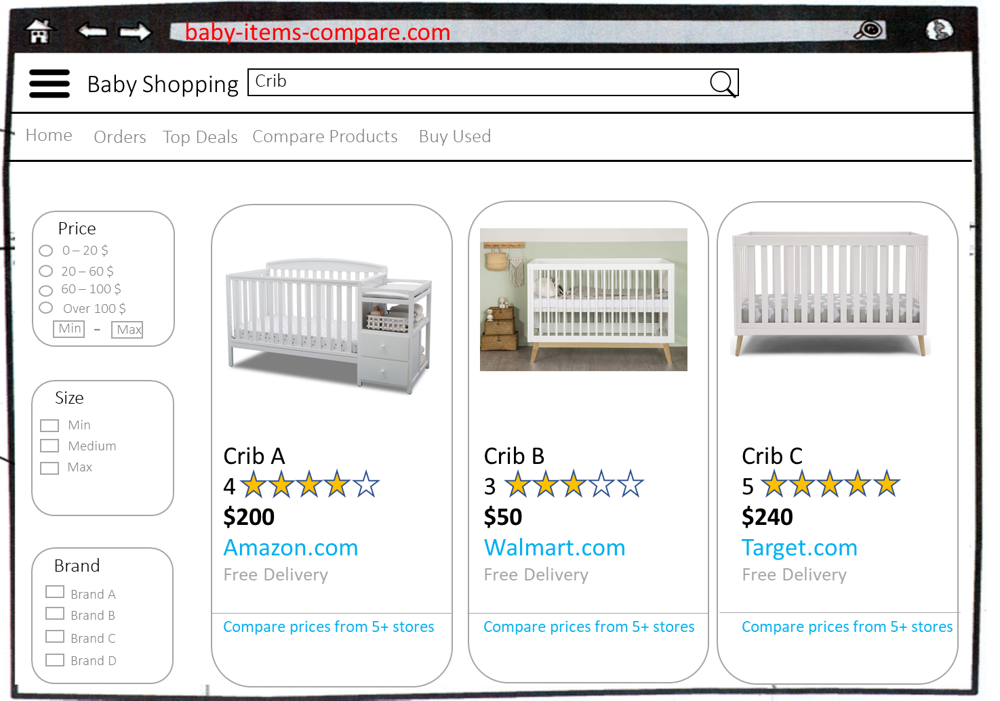 baby-items-compare.com
Baby Shopping
Crib
Home Orders Top Deals Compare Products Buy Used
Price
0 – 20 $
20 – 60 $
60 – 100 $
Over 100 $
Min - Max
Size
Min
Medium
Max
Brand
Brand A
Brand B
Brand C
Brand D
Crib A
4
$200
Amazon.com
Free Delivery
Compare prices from 5+ stores
Crib B
3
$50
Walmart.com
Free Delivery
Compare prices from 5+ stores
Crib C
5
$240
Target.com
Free Delivery
Compare prices from 5+ stores